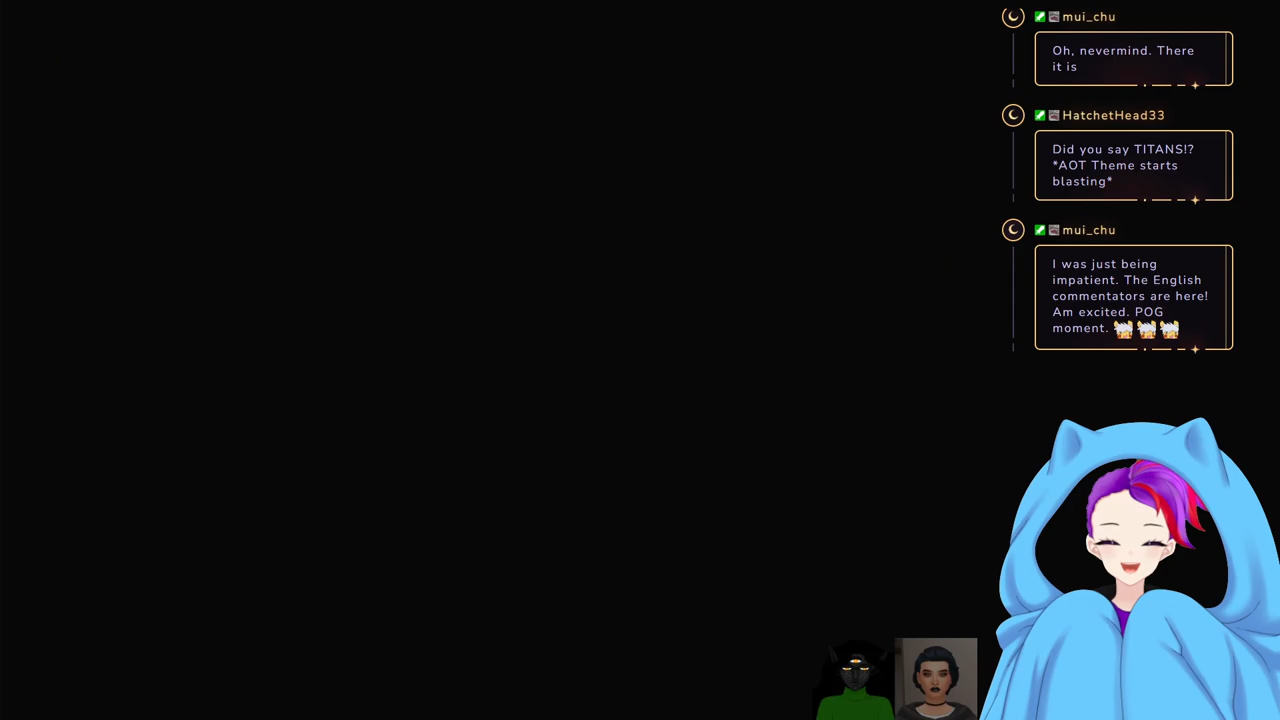 mui_chu
Oh, nevermind. There
it is
HatchetHead33
Did you say TITANS!?
*AOT Theme starts
blasting*
mui_chu
I was just being
impatient. The English
commentators are here!
Am excited. POG
moment.